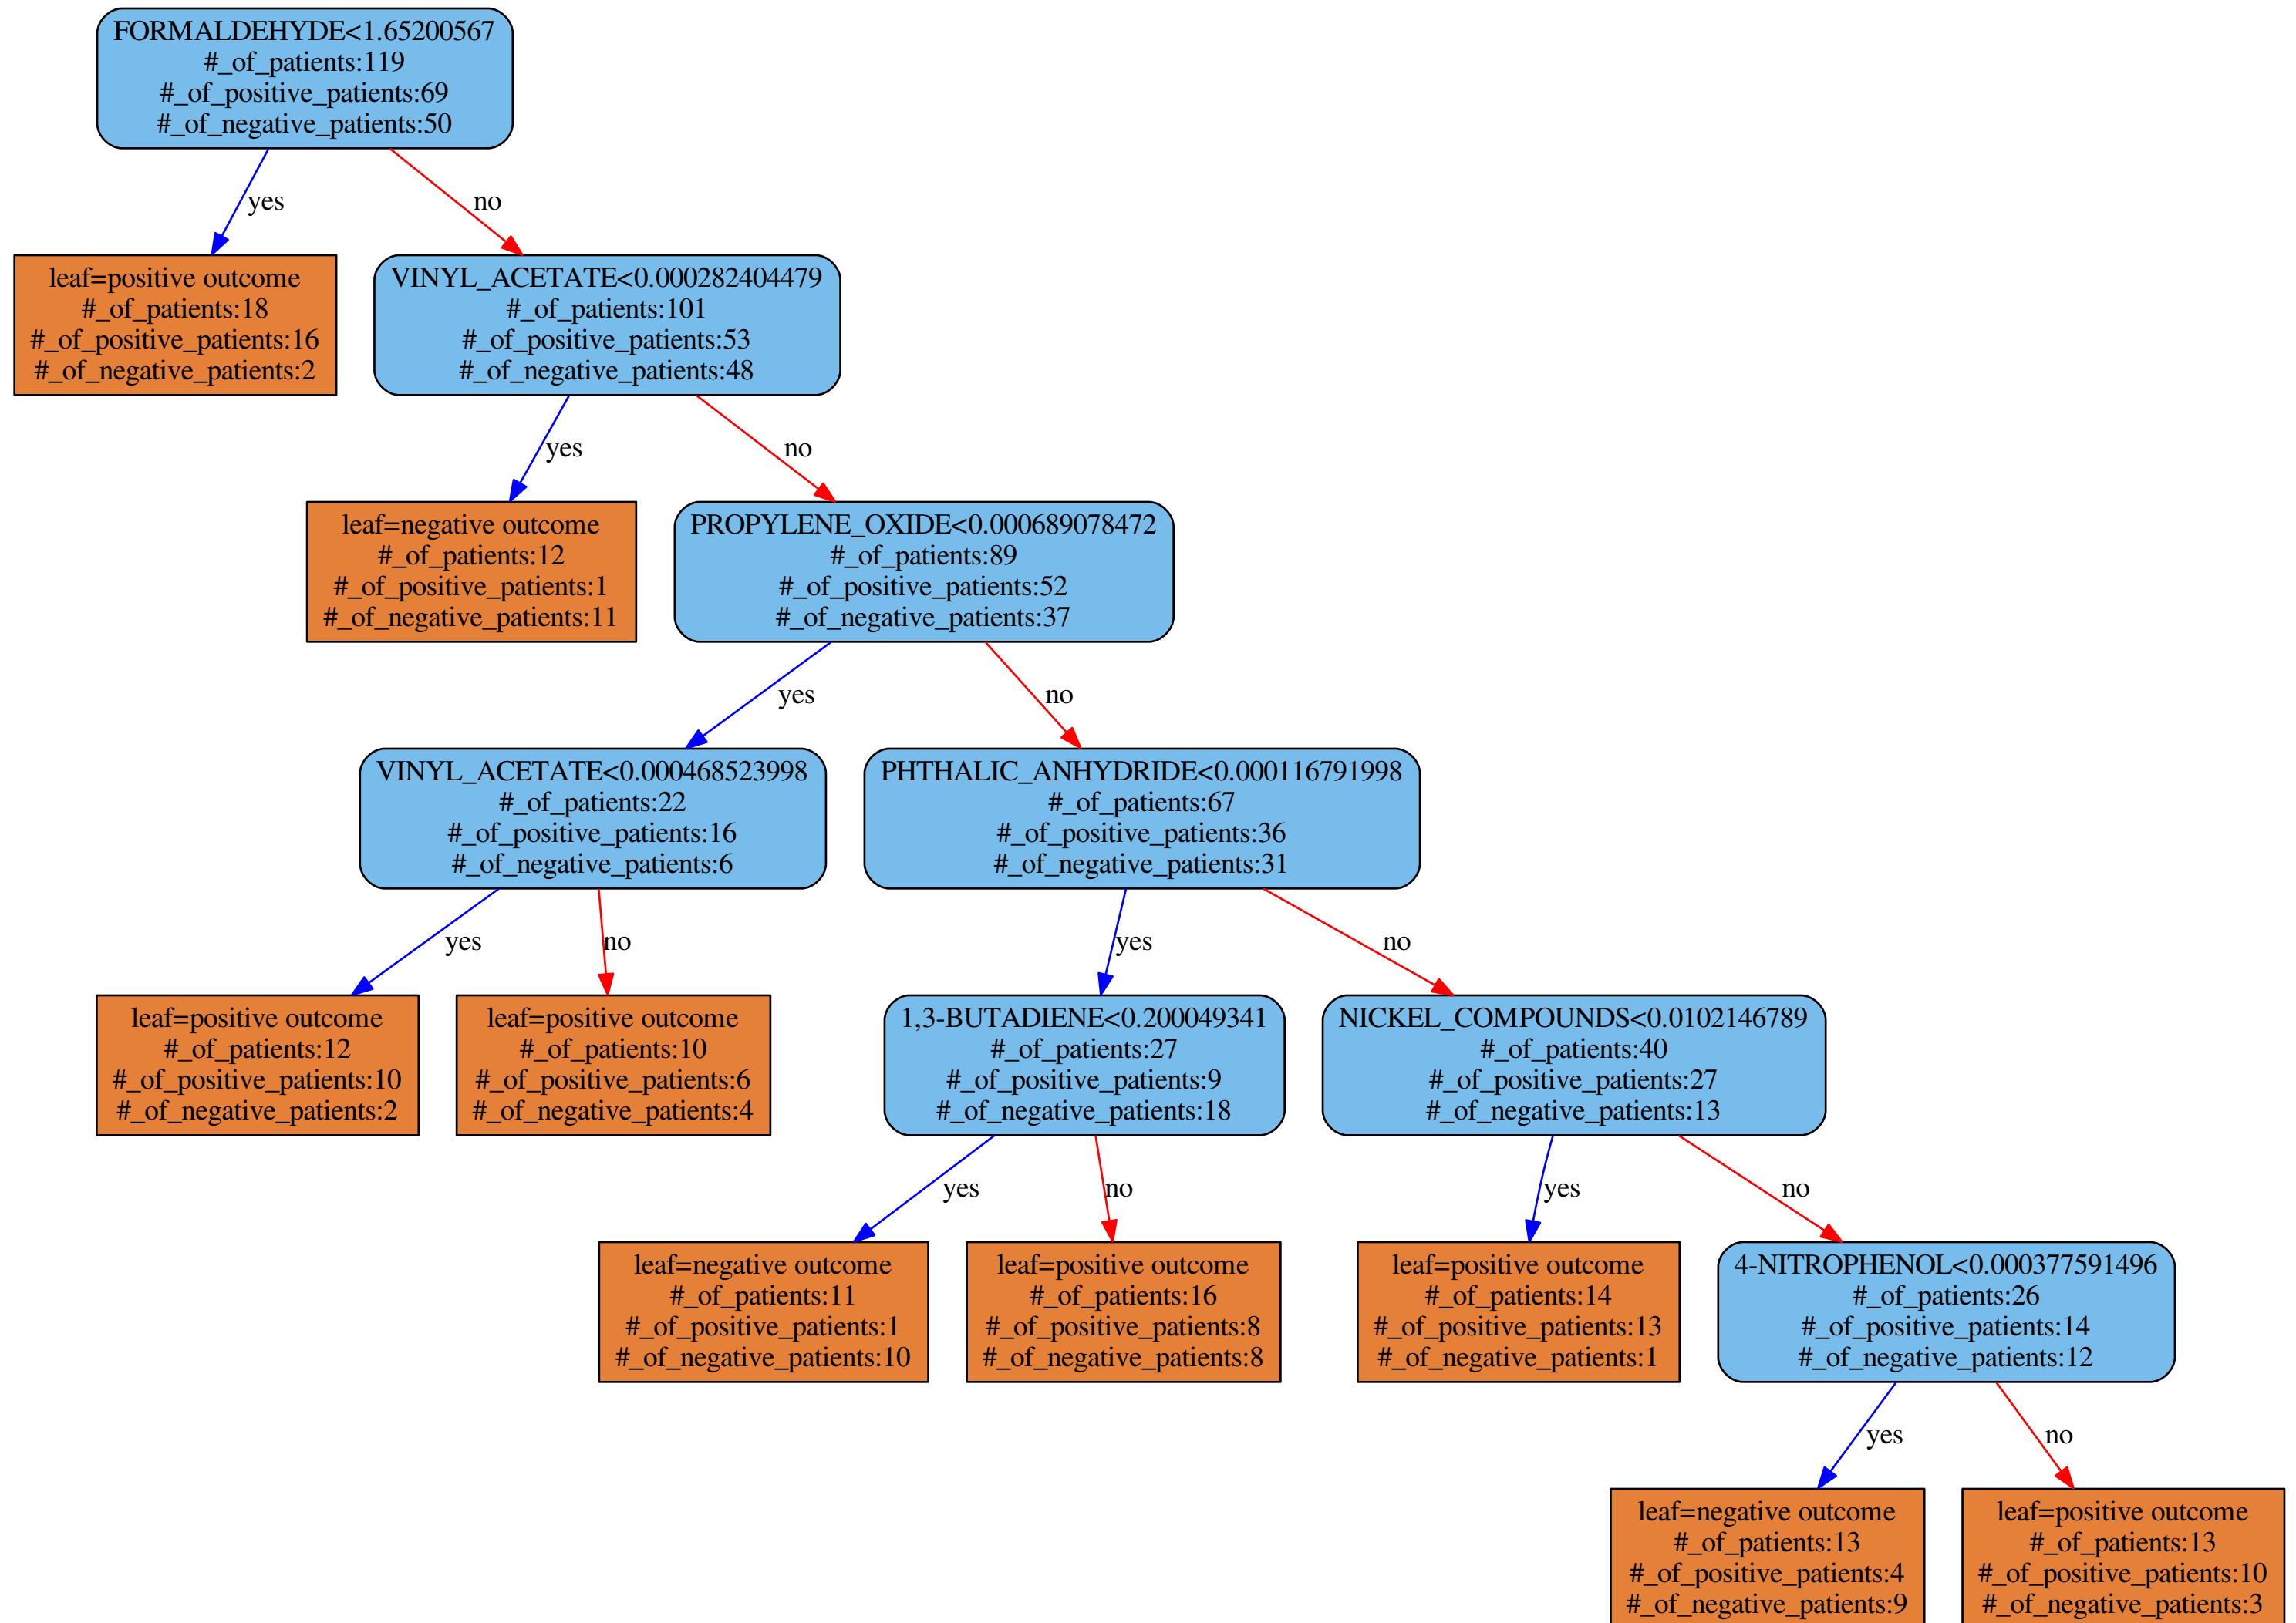 FORMALDEHYDE<1.65200567
#_of_patients:119
#_of_positive_patients:69
#_of_negative_patients:50
yes
no
leaf=positive outcome
#_of_patients:18
#_of_positive_patients:16
#_of_negative_patients:2
VINYL_ACETATE<0.000282404479
#_of_patients:101
#_of_positive_patients:53
#_of_negative_patients:48
yes
no
leaf=negative outcome
#_of_patients:12
#_of_positive_patients:1
#_of_negative_patients:11
PROPYLENE_OXIDE<0.000689078472
#_of_patients:89
#_of_positive_patients:52
#_of_negative_patients:37
yes
no
VINYL_ACETATE<0.000468523998
#_of_patients:22
#_of_positive_patients:16
#_of_negative_patients:6
PHTHALIC_ANHYDRIDE<0.000116791998
#_of_patients:67
#_of_positive_patients:36
#_of_negative_patients:31
yes
no
yes
no
leaf=positive outcome
#_of_patients:12
#_of_positive_patients:10
#_of_negative_patients:2
leaf=positive outcome
#_of_patients:10
#_of_positive_patients:6
#_of_negative_patients:4
1,3-BUTADIENE<0.200049341
#_of_patients:27
#_of_positive_patients:9
#_of_negative_patients:18
NICKEL_COMPOUNDS<0.0102146789
#_of_patients:40
#_of_positive_patients:27
#_of_negative_patients:13
yes
no
yes
no
leaf=negative outcome
#_of_patients:11
#_of_positive_patients:1
#_of_negative_patients:10
leaf=positive outcome
#_of_patients:16
#_of_positive_patients:8
#_of_negative_patients:8
leaf=positive outcome
#_of_patients:14
#_of_positive_patients:13
#_of_negative_patients:1
4-NITROPHENOL<0.000377591496
#_of_patients:26
#_of_positive_patients:14
#_of_negative_patients:12
yes
no
leaf=negative outcome
#_of_patients:13
#_of_positive_patients:4
#_of_negative_patients:9
leaf=positive outcome
#_of_patients:13
#_of_positive_patients:10
#_of_negative_patients:3